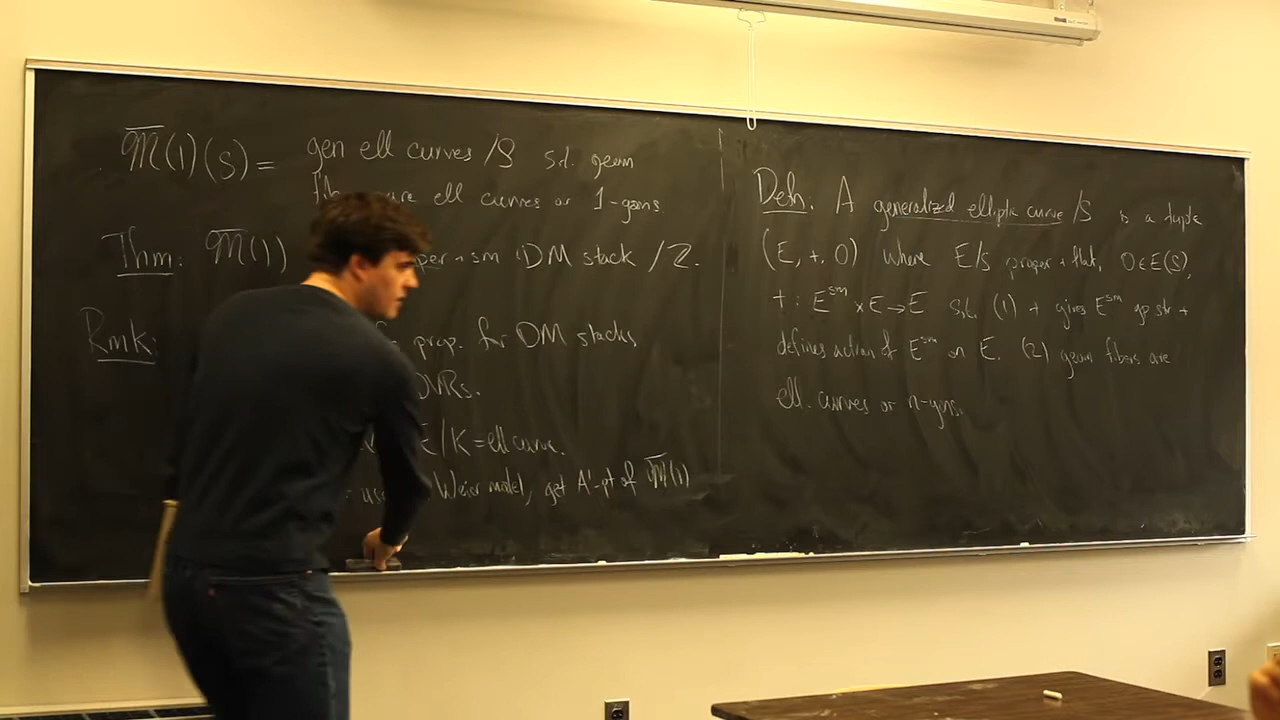 𝔐̅(1)(S) = gen ell curves /S s.t. geom
are ell curves or 1-gons.
Thm: 𝔐̅(1) per + sm DM stack /Z.
Rmk: prop. for DM stacks,
DVRs.
E/K = ell curve.
use Weier model, get A'-pt of 𝔐̅(1)
Defn. A generalized elliptic curve /S is a tuple
(E, +, 0) where E/S proper + flat, 0 ∈ E(S),
+ : E^sm × E → E s.t. (1) + gives E^sm gp str +
defines action of E^sm on E. (2) geom fibers are
ell. curves or n-gons.